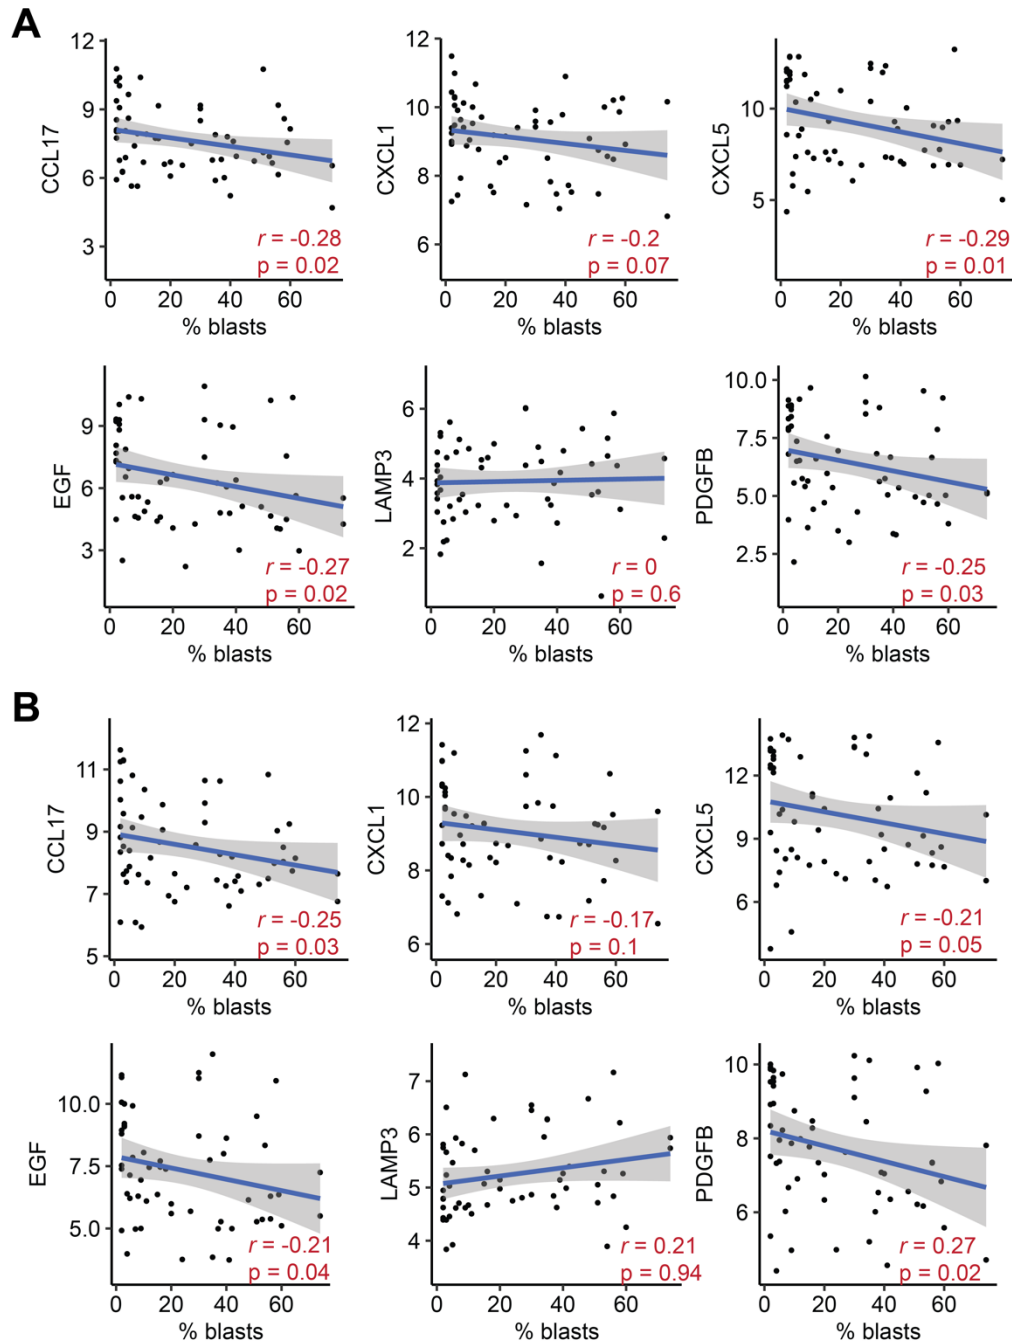 A
CCL17
12
9
6
3
r = -0.28
p = 0.02
0 20 40 60
% blasts
CXCL1
12
10
8
6
r = -0.2
p = 0.07
0 20 40 60
% blasts
CXCL5
10
5
r = -0.29
p = 0.01
0 20 40 60
% blasts
EGF
9
6
3
r = -0.27
p = 0.02
0 20 40 60
% blasts
LAMP3
6
4
2
r = 0
p = 0.6
0 20 40 60
% blasts
PDGFB
10.0
7.5
5.0
2.5
r = -0.25
p = 0.03
0 20 40 60
% blasts
B
CCL17
11
9
7
5
r = -0.25
p = 0.03
0 20 40 60
% blasts
CXCL1
12
10
8
6
r = -0.17
p = 0.1
0 20 40 60
% blasts
CXCL5
12
9
6
r = -0.21
p = 0.05
0 20 40 60
% blasts
EGF
10.0
7.5
5.0
r = -0.21
p = 0.04
0 20 40 60
% blasts
LAMP3
7
6
5
4
r = 0.21
p = 0.94
0 20 40 60
% blasts
PDGFB
10
8
6
r = 0.27
p = 0.02
0 20 40 60
% blasts